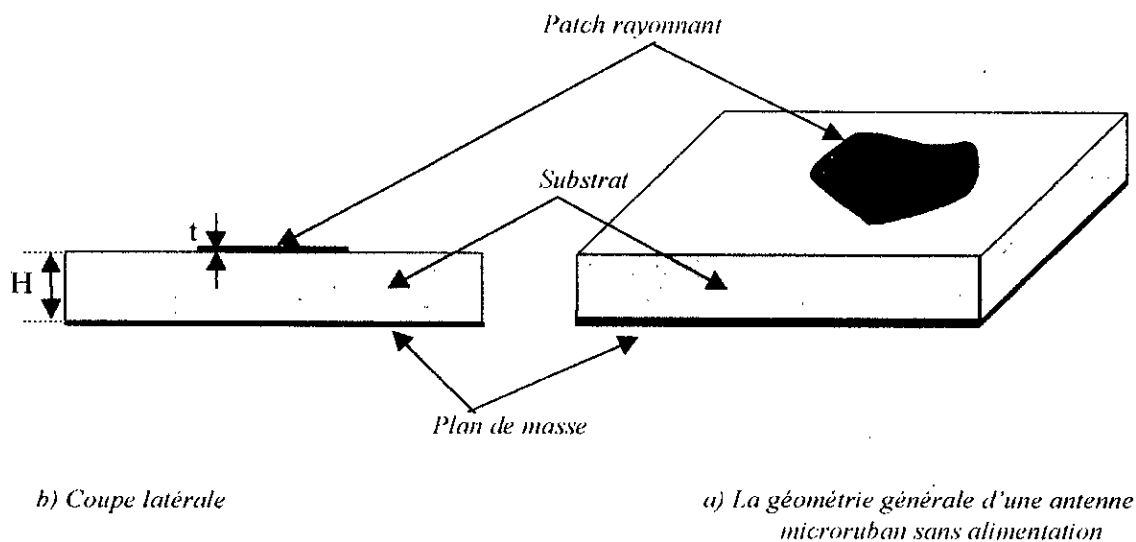 Patch rayonnant
Substrat
t
H
Plan de masse
b) Coupe latérale
a) La géométrie générale d'une antenne
microruban sans alimentation